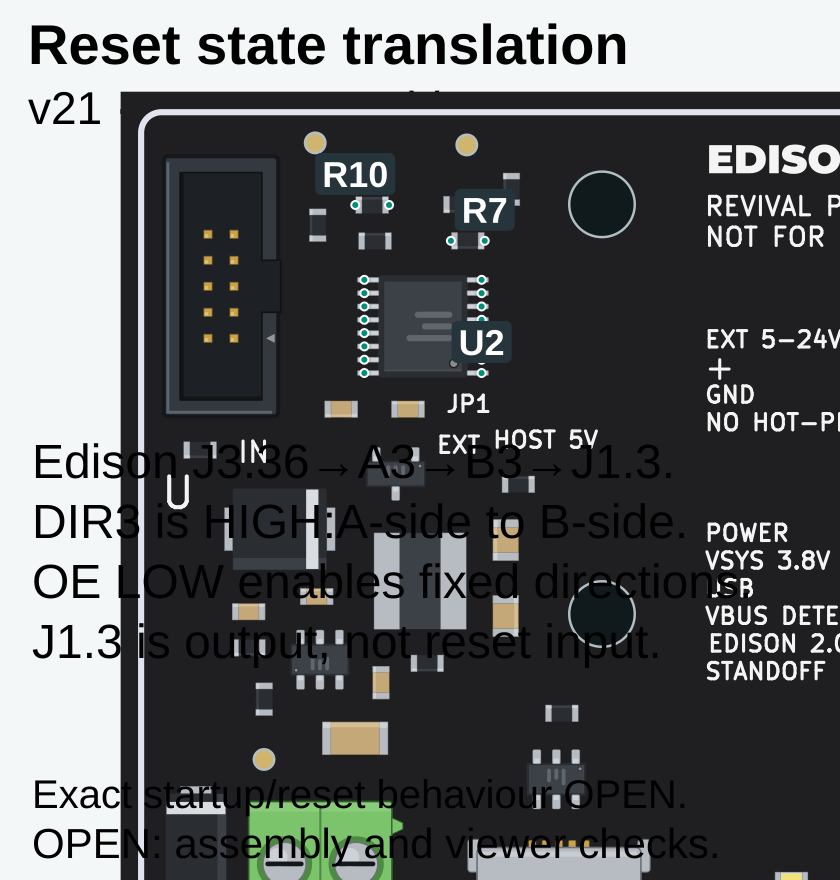 Reset state translation
v21
EDISO
R10
REVIVAL P
R7
NOT FOR
EXT 5-24V
U2
+
GND
JP1
NO HOT-PL
EXT HOST 5V
IN
Edison J3.36→A3→B3→J1.3.
U
DIR3 is HIGH:A-side to B-side.
POWER
VSYS 3.8V
OE LOW enables fixed directions.
USB
VBUS DETE
J1.3 is output, not reset input.
EDISON 2.0
STANDOFF
Exact startup/reset behaviour OPEN.
OPEN: assembly and viewer checks.